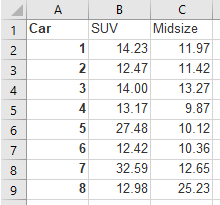 A B C
1 Car SUV Midsize
2 1 14.23 11.97
3 2 12.47 11.42
4 3 14.00 13.27
5 4 13.17 9.87
6 5 27.48 10.12
7 6 12.42 10.36
8 7 32.59 12.65
9 8 12.98 25.23